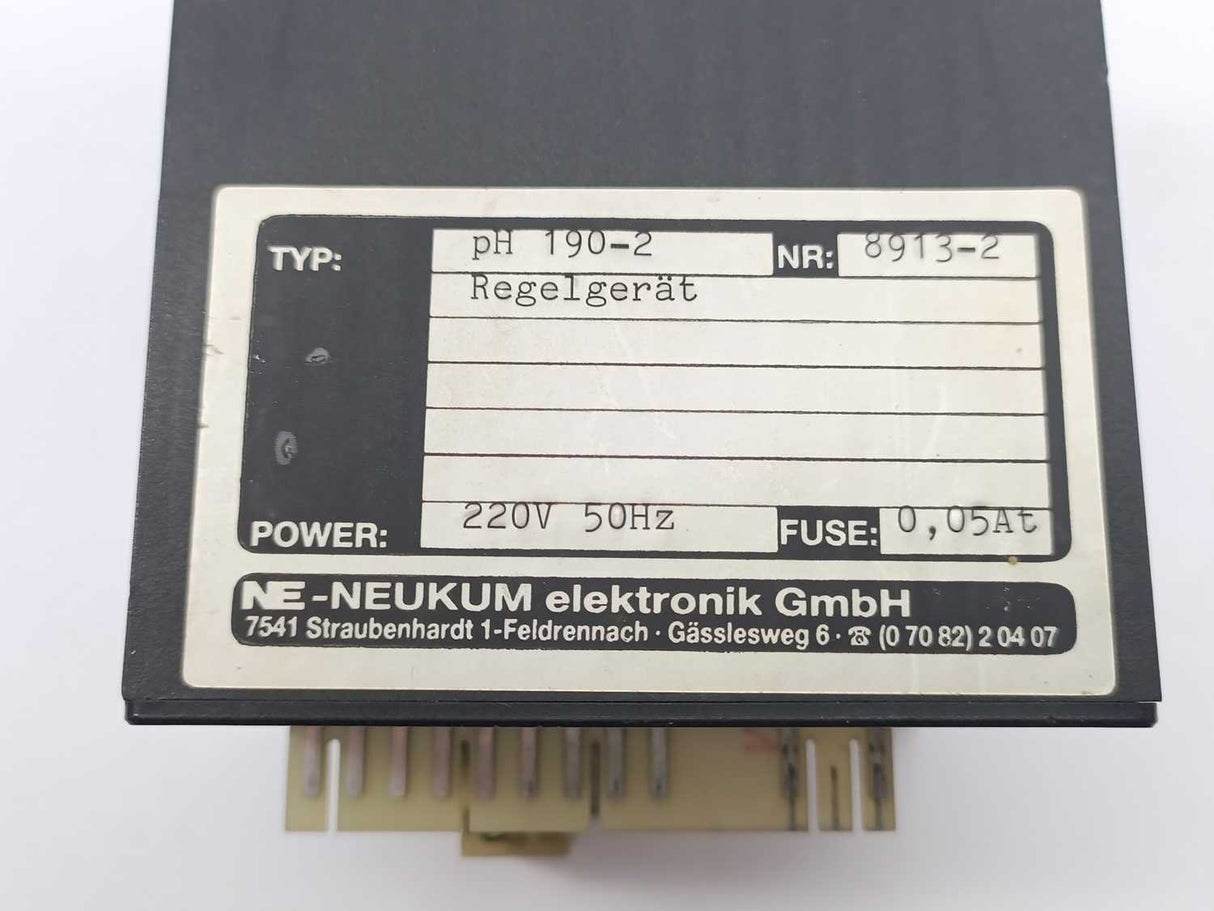 TYP: pH 190-2 NR: 8913-2
Regelgerät
POWER: 220V 50Hz FUSE: 0,05At
NE-NEUKUM elektronik GmbH
7541 Straubenhardt 1-Feldrennach · Gässlesweg 6 · ☎ (0 70 82) 2 04 07